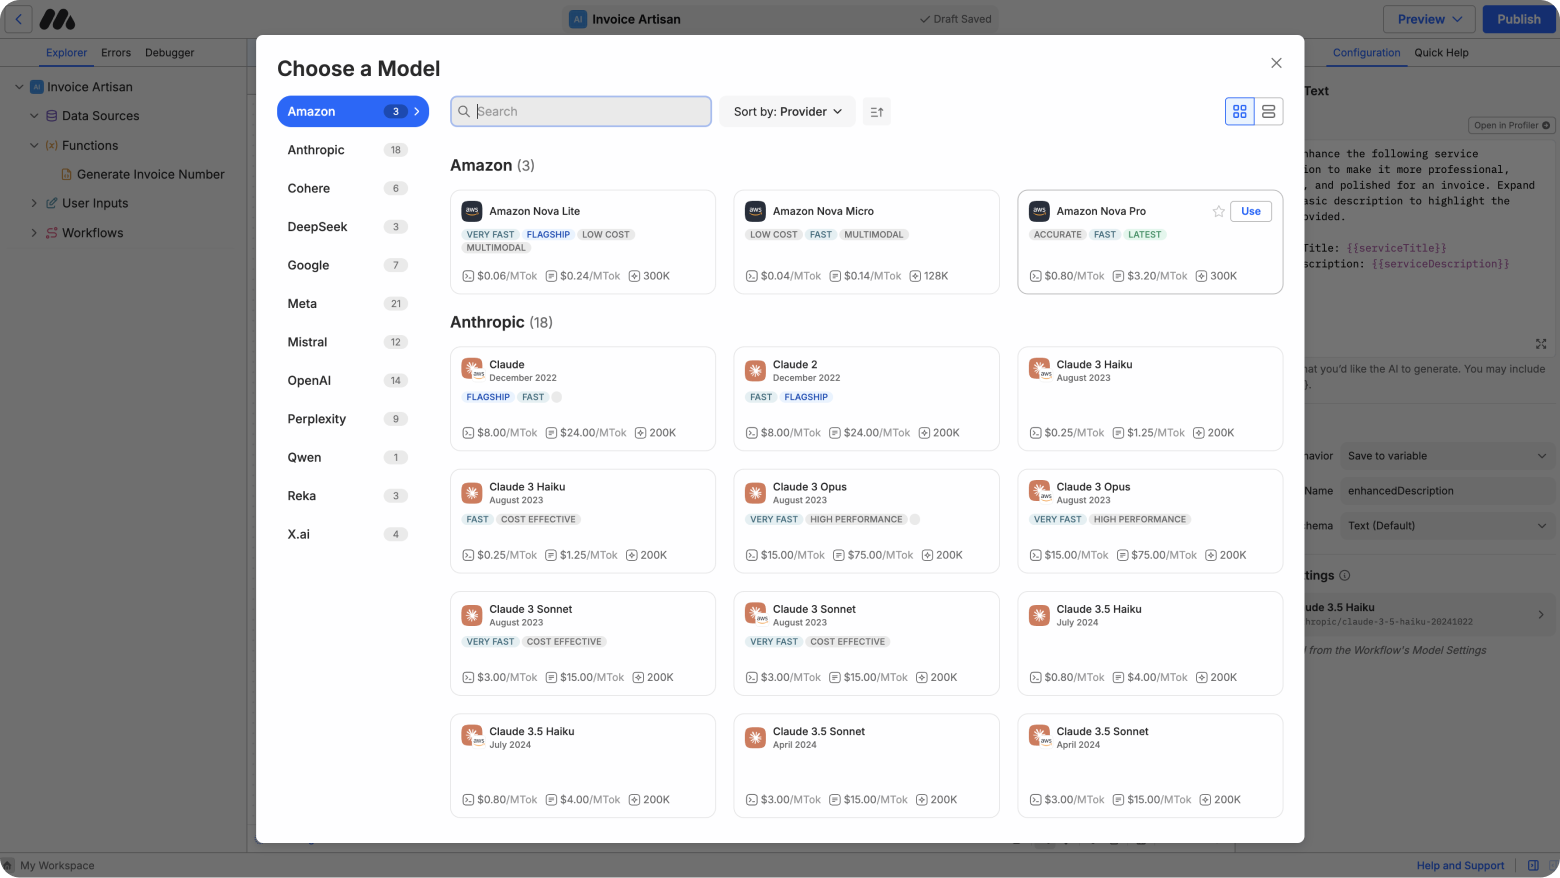 AI Invoice Artisan
Draft Saved
Preview
Publish
Explorer Errors Debugger
Configuration Quick Help
AI Invoice Artisan
Data Sources
(x) Functions
Generate Invoice Number
User Inputs
Workflows
Choose a Model
Amazon 3
Anthropic 18
Cohere 6
DeepSeek 3
Google 7
Meta 21
Mistral 12
OpenAI 14
Perplexity 9
Qwen 1
Reka 3
X.ai 4
Search
Sort by: Provider
Amazon (3)
aws Amazon Nova Lite
VERY FAST FLAGSHIP LOW COST
MULTIMODAL
$0.06/MTok $0.24/MTok 300K
aws Amazon Nova Micro
LOW COST FAST MULTIMODAL
$0.04/MTok $0.14/MTok 128K
aws Amazon Nova Pro Use
ACCURATE FAST LATEST
$0.80/MTok $3.20/MTok 300K
Anthropic (18)
aws Claude
December 2022
FLAGSHIP FAST
$8.00/MTok $24.00/MTok 200K
Claude 2
December 2022
FAST FLAGSHIP
$8.00/MTok $24.00/MTok 200K
aws Claude 3 Haiku
August 2023
$0.25/MTok $1.25/MTok 200K
Claude 3 Haiku
August 2023
FAST COST EFFECTIVE
$0.25/MTok $1.25/MTok 200K
Claude 3 Opus
August 2023
VERY FAST HIGH PERFORMANCE
$15.00/MTok $75.00/MTok 200K
aws Claude 3 Opus
August 2023
VERY FAST HIGH PERFORMANCE
$15.00/MTok $75.00/MTok 200K
Claude 3 Sonnet
August 2023
VERY FAST COST EFFECTIVE
$3.00/MTok $15.00/MTok 200K
aws Claude 3 Sonnet
August 2023
VERY FAST COST EFFECTIVE
$3.00/MTok $15.00/MTok 200K
Claude 3.5 Haiku
July 2024
$0.80/MTok $4.00/MTok 200K
aws Claude 3.5 Haiku
July 2024
$0.80/MTok $4.00/MTok 200K
Claude 3.5 Sonnet
April 2024
$3.00/MTok $15.00/MTok 200K
aws Claude 3.5 Sonnet
April 2024
$3.00/MTok $15.00/MTok 200K
Text
Open in Profiler
nhance the following service
ion to make it more professional,
, and polished for an invoice. Expand
asic description to highlight the
ovided.
Title: {{serviceTitle}}
scription: {{serviceDescription}}
hat you'd like the AI to generate. You may include
}.
navior Save to variable
Name enhancedDescription
hema Text (Default)
ttings
ude 3.5 Haiku
hropic/claude-3-5-haiku-20241022
l from the Workflow's Model Settings
My Workspace
Help and Support